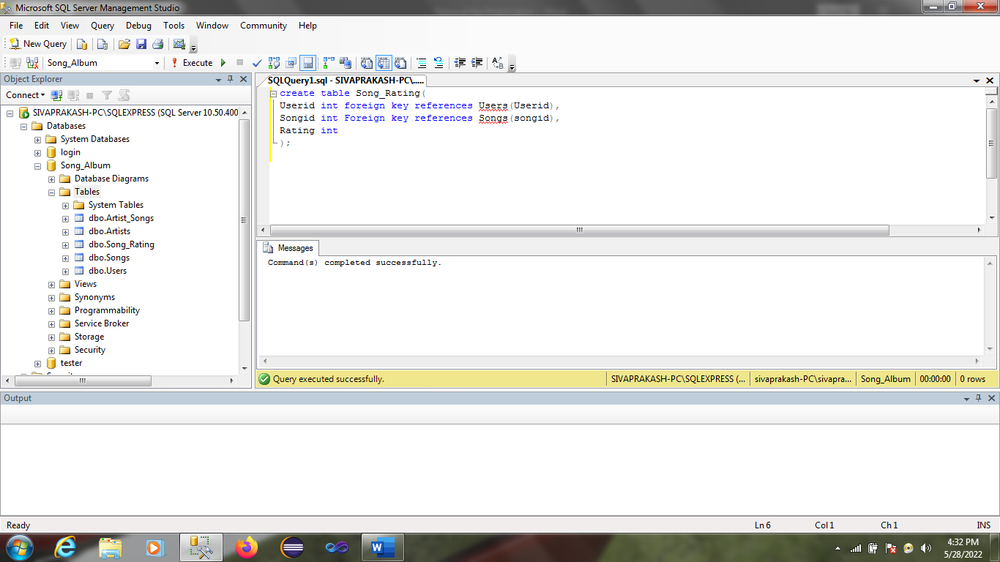 Microsoft SQL Server Management Studio
File Edit View Query Debug Tools Window Community Help
New Query
Song_Album
Execute
Object Explorer
Connect
SIVAPRAKASH-PC\SQLEXPRESS (SQL Server 10.50.400
Databases
System Databases
login
Song_Album
Database Diagrams
Tables
System Tables
dbo.Artist_Songs
dbo.Artists
dbo.Song_Rating
dbo.Songs
dbo.Users
Views
Synonyms
Programmability
Service Broker
Storage
Security
tester
SQLQuery1.sql - SIVAPRAKASH-PC\.....
create table Song_Rating(
Userid int foreign key references Users(Userid),
Songid int Foreign key references Songs(songid),
Rating int
);
Messages
Command(s) completed successfully.
Query executed successfully.
SIVAPRAKASH-PC\SQLEXPRESS (... sivaprakash-PC\sivapra... Song_Album 00:00:00 0 rows
Output
Ready Ln 6 Col 1 Ch 1 INS
4:32 PM
5/28/2022